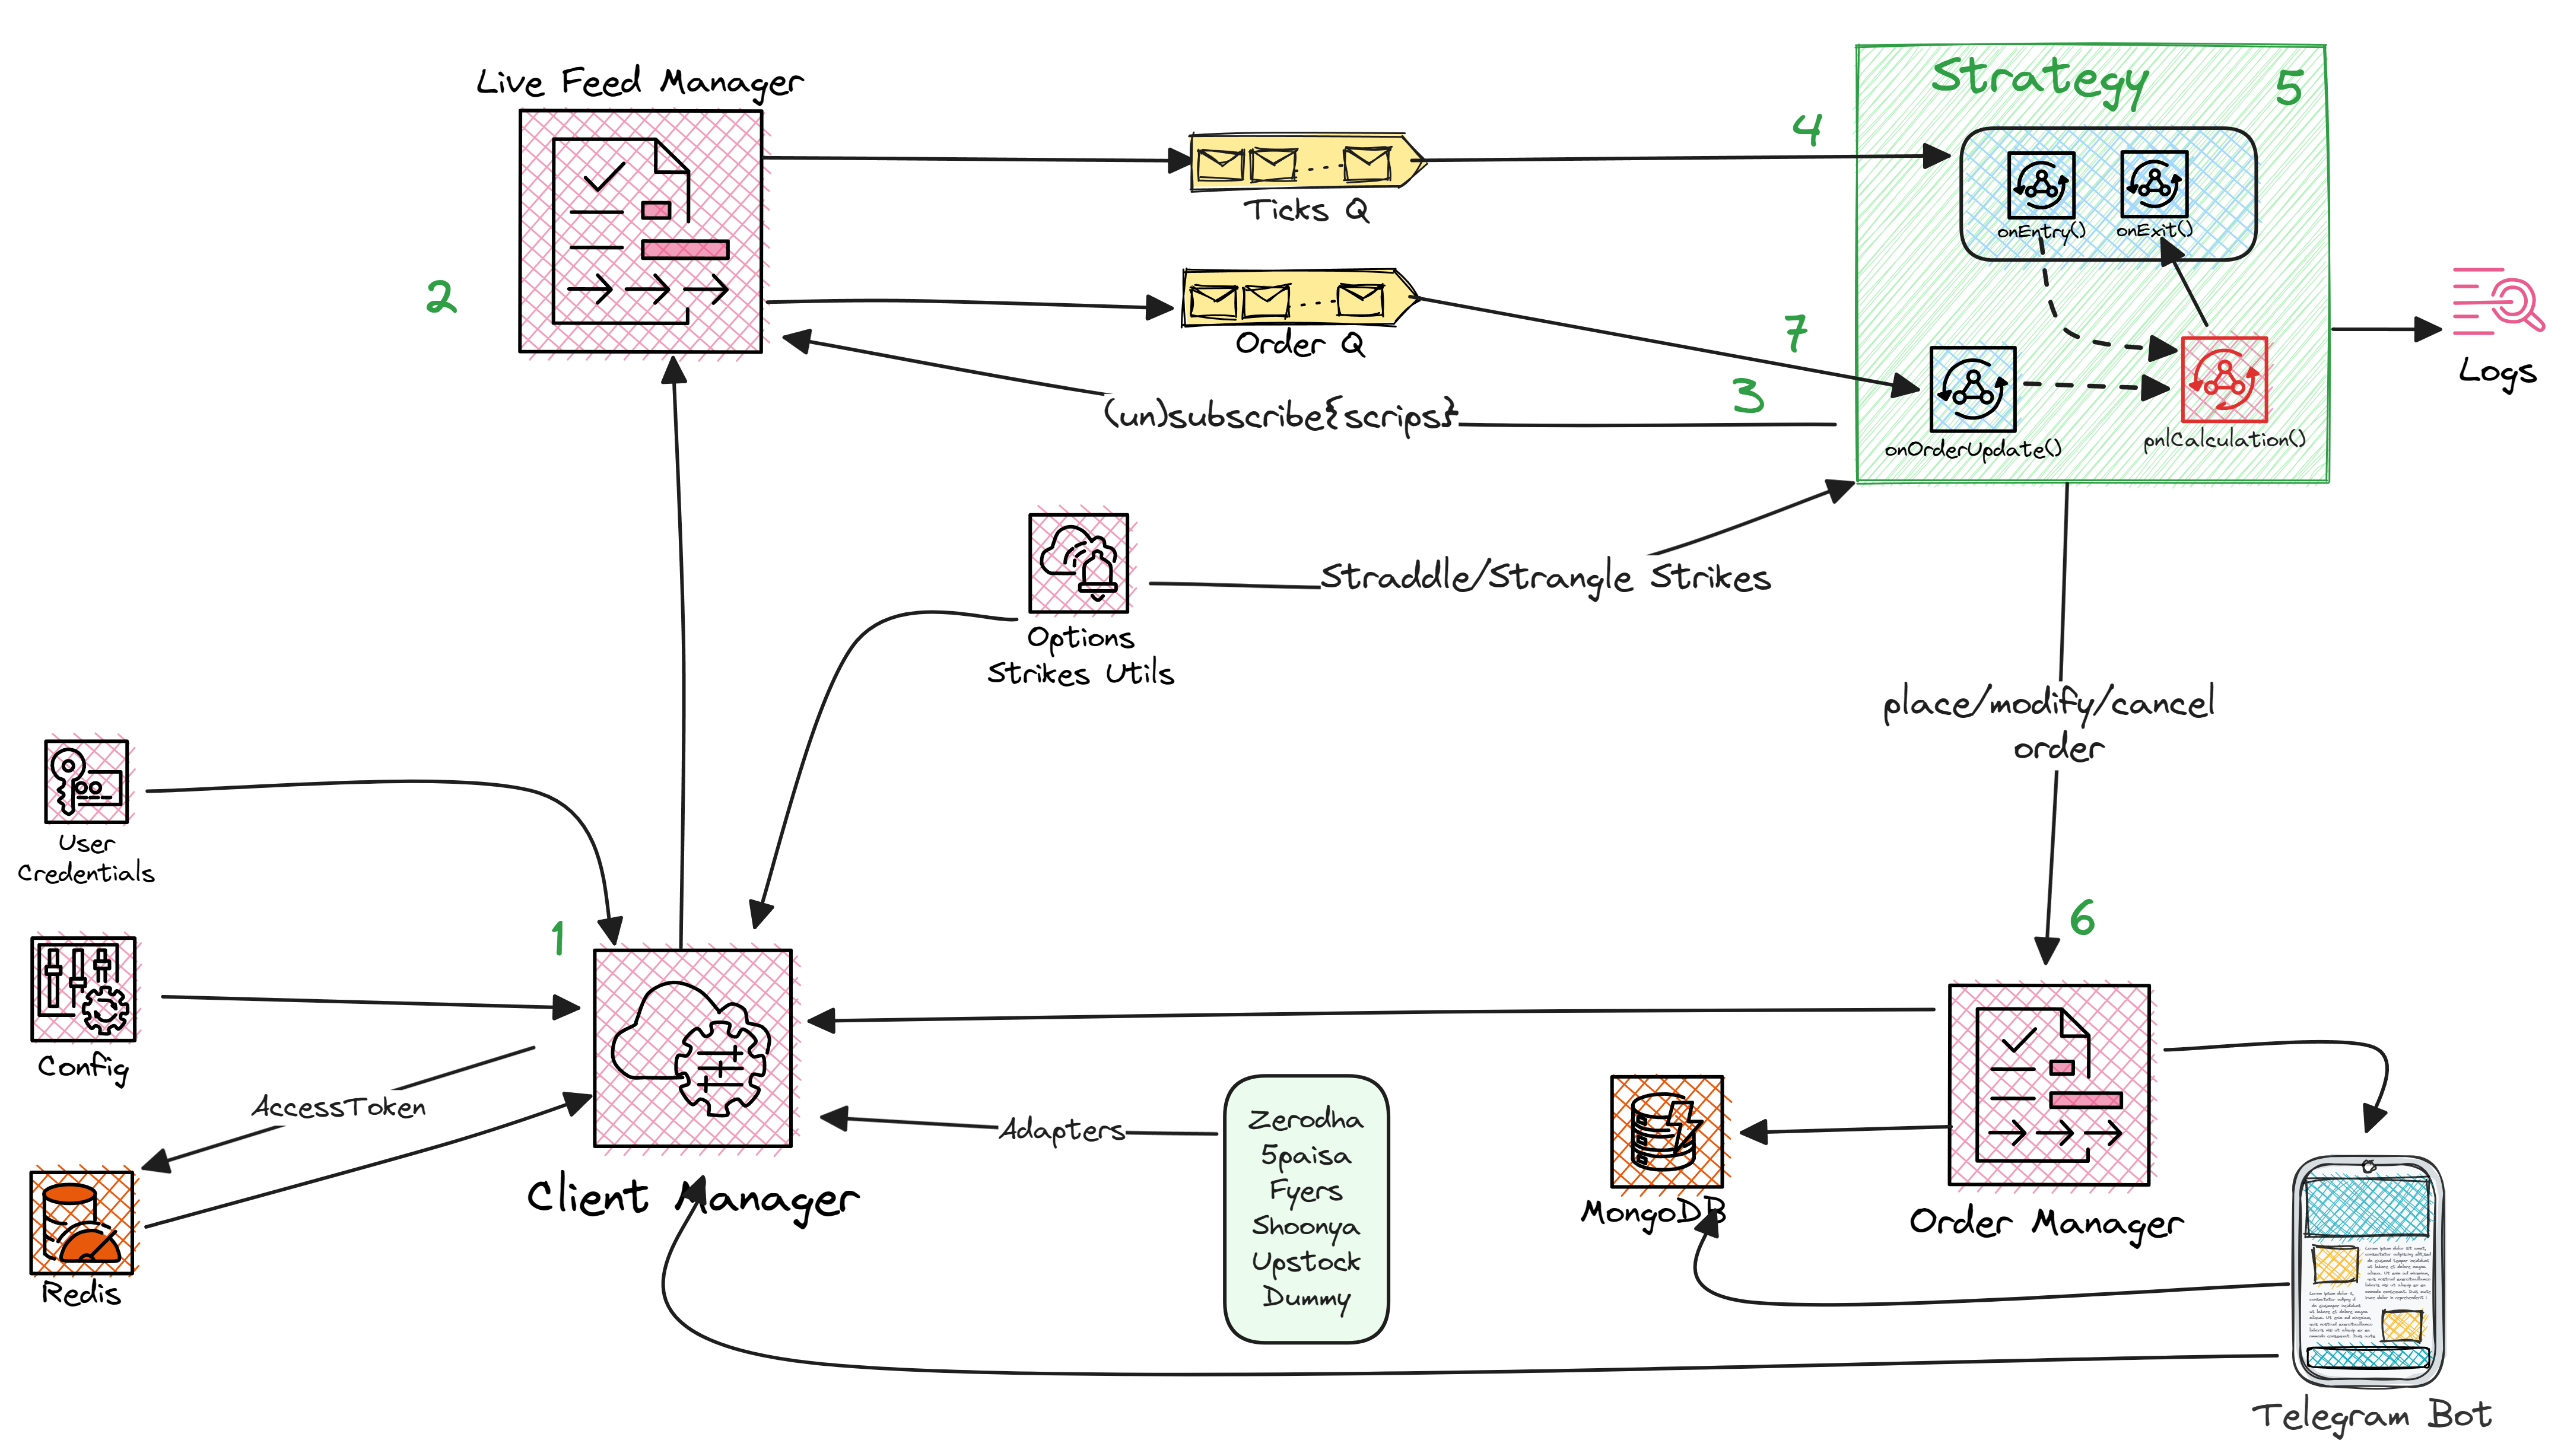 Live Feed Manager
2
Ticks Q
Order Q
4
7
3
(un)subscribe{scrips}
Strategy
5
onEntry()
onExit()
onOrderUpdate()
pnlCalculation()
Logs
Options
Strikes Utils
Straddle/Strangle Strikes
place/modify/cancel
order
User
Credentials
Config
AccessToken
Redis
1
Client Manager
Adapters
Zerodha
5paisa
Fyers
Shoonya
Upstock
Dummy
6
MongoDB
Order Manager
Telegram Bot